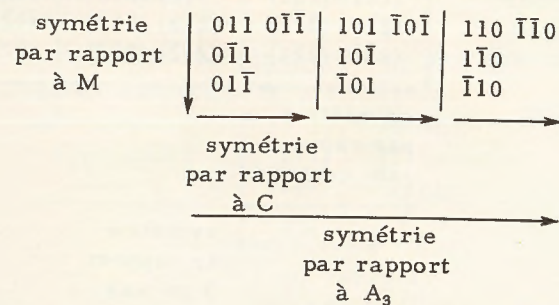 symétrie
par rapport
à M
011 01̅1̅ 101 1̅01̅ 110 1̅1̅0
01̅1 101̅ 11̅0
011̅ 1̅01 1̅10
symétrie
par rapport
à C
symétrie
par rapport
à A₃